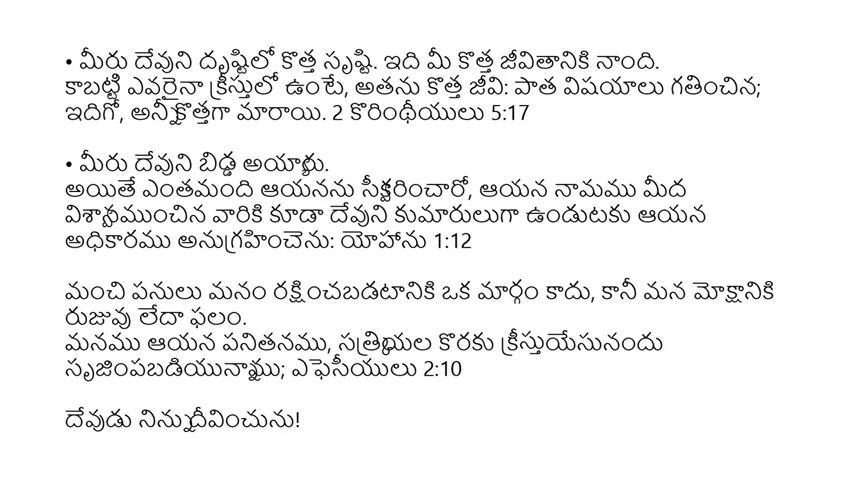 • మీరు దేవుని దృష్టిలో కొత్త సృష్టి. ఇది మీ కొత్త జీవితానికి నాంది.
కాబట్టి ఎవరైనా క్రీస్తులో ఉంటే, అతను కొత్త జీవి: పాత విషయాలు గతించిన;
ఇదిగో, అన్నీ కొత్తగా మారాయి. 2 కొరింథీయులు 5:17
• మీరు దేవుని బిడ్డ అయ్యారు.
అయితే ఎంతమంది ఆయనను స్వీకరించారో, ఆయన నామము మీద
విశ్వాసముంచిన వారికి కూడా దేవుని కుమారులుగా ఉండుటకు ఆయన
అధికారము అనుగ్రహించెను: యోహాను 1:12
మంచి పనులు మనం రక్షించబడటానికి ఒక మార్గం కాదు, కానీ మన మోక్షానికి
రుజువు లేదా ఫలం.
మనము ఆయన పనితనము, సత్క్రియల కొరకు క్రీస్తుయేసునందు
సృజింపబడియున్నాము; ఎఫెసీయులు 2:10
దేవుడు నిన్ను దీవించును!